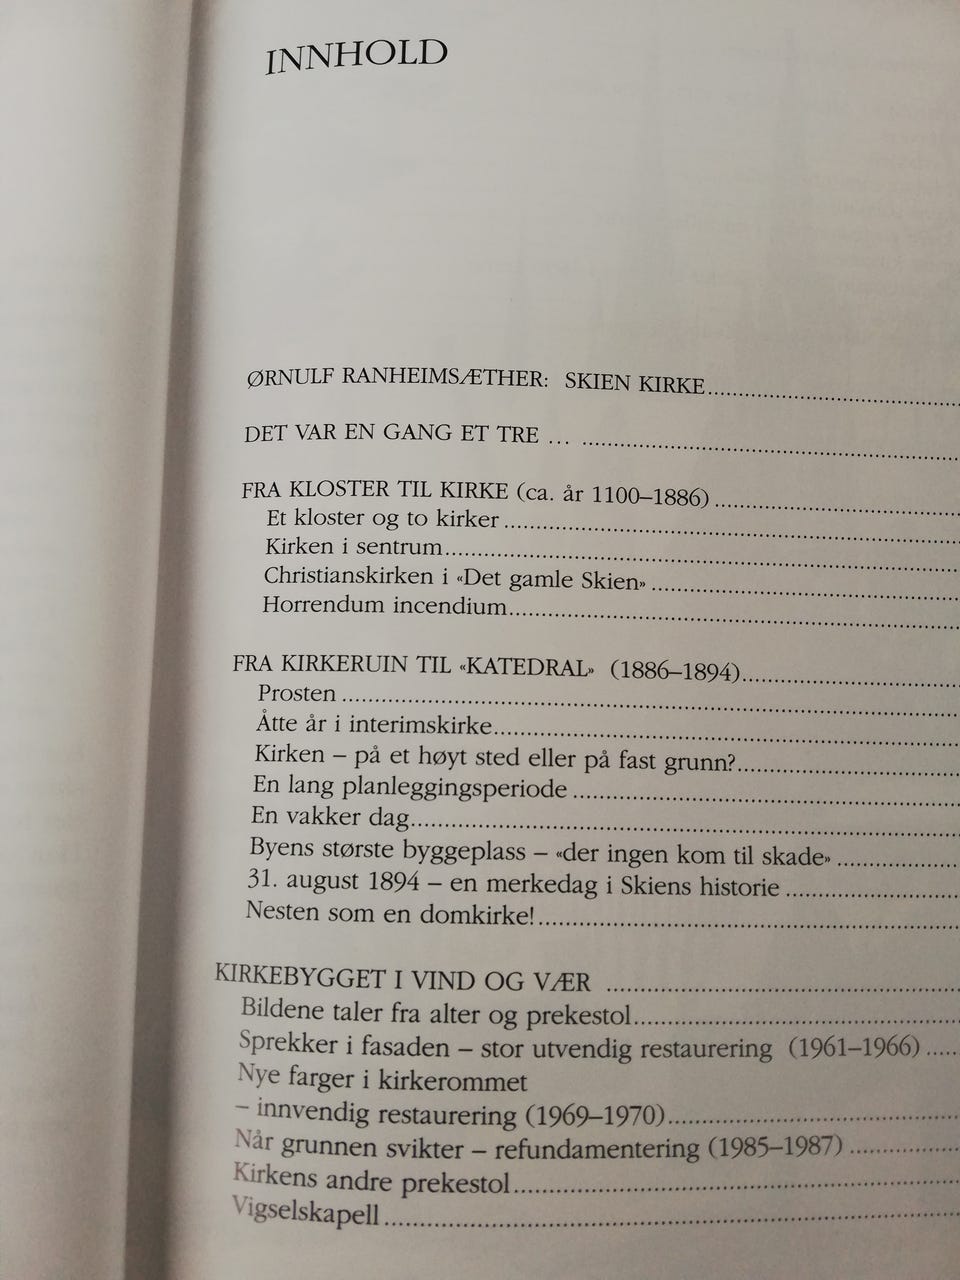 INNHOLD
ØRNULF RANHEIMSÆTHER: SKIEN KIRKE
DET VAR EN GANG ET TRE ...
FRA KLOSTER TIL KIRKE (ca. år 1100–1886)
Et kloster og to kirker
Kirken i sentrum
Christianskirken i «Det gamle Skien»
Horrendum incendium
FRA KIRKERUIN TIL «KATEDRAL» (1886–1894)
Prosten
Åtte år i interimskirke
Kirken – på et høyt sted eller på fast grunn?
En lang planleggingsperiode
En vakker dag
Byens største byggeplass – «der ingen kom til skade»
31. august 1894 – en merkedag i Skiens historie
Nesten som en domkirke!
KIRKEBYGGET I VIND OG VÆR
Bildene taler fra alter og prekestol
Sprekker i fasaden – stor utvendig restaurering (1961–1966)
Nye farger i kirkerommet
– innvendig restaurering (1969–1970)
Når grunnen svikter – refundamentering (1985–1987)
Kirkens andre prekestol
Vigselskapell